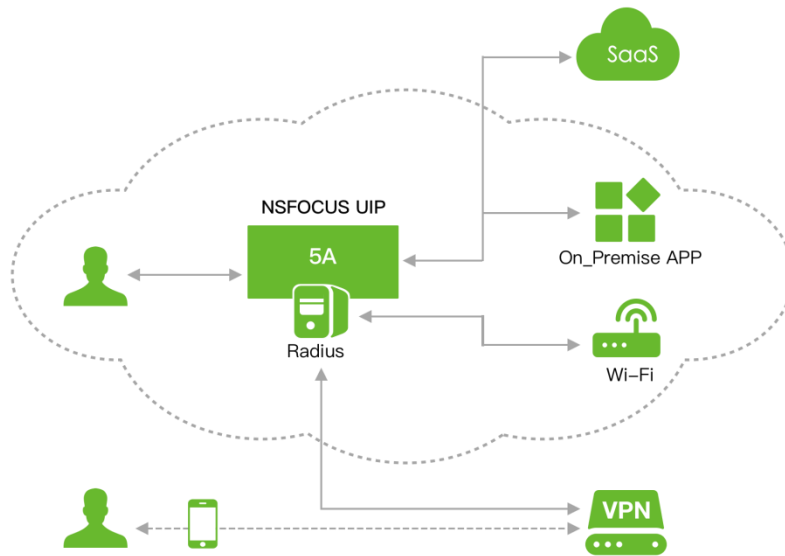 SaaS
NSFOCUS UIP
5A
On_Premise APP
Radius
Wi-Fi
VPN